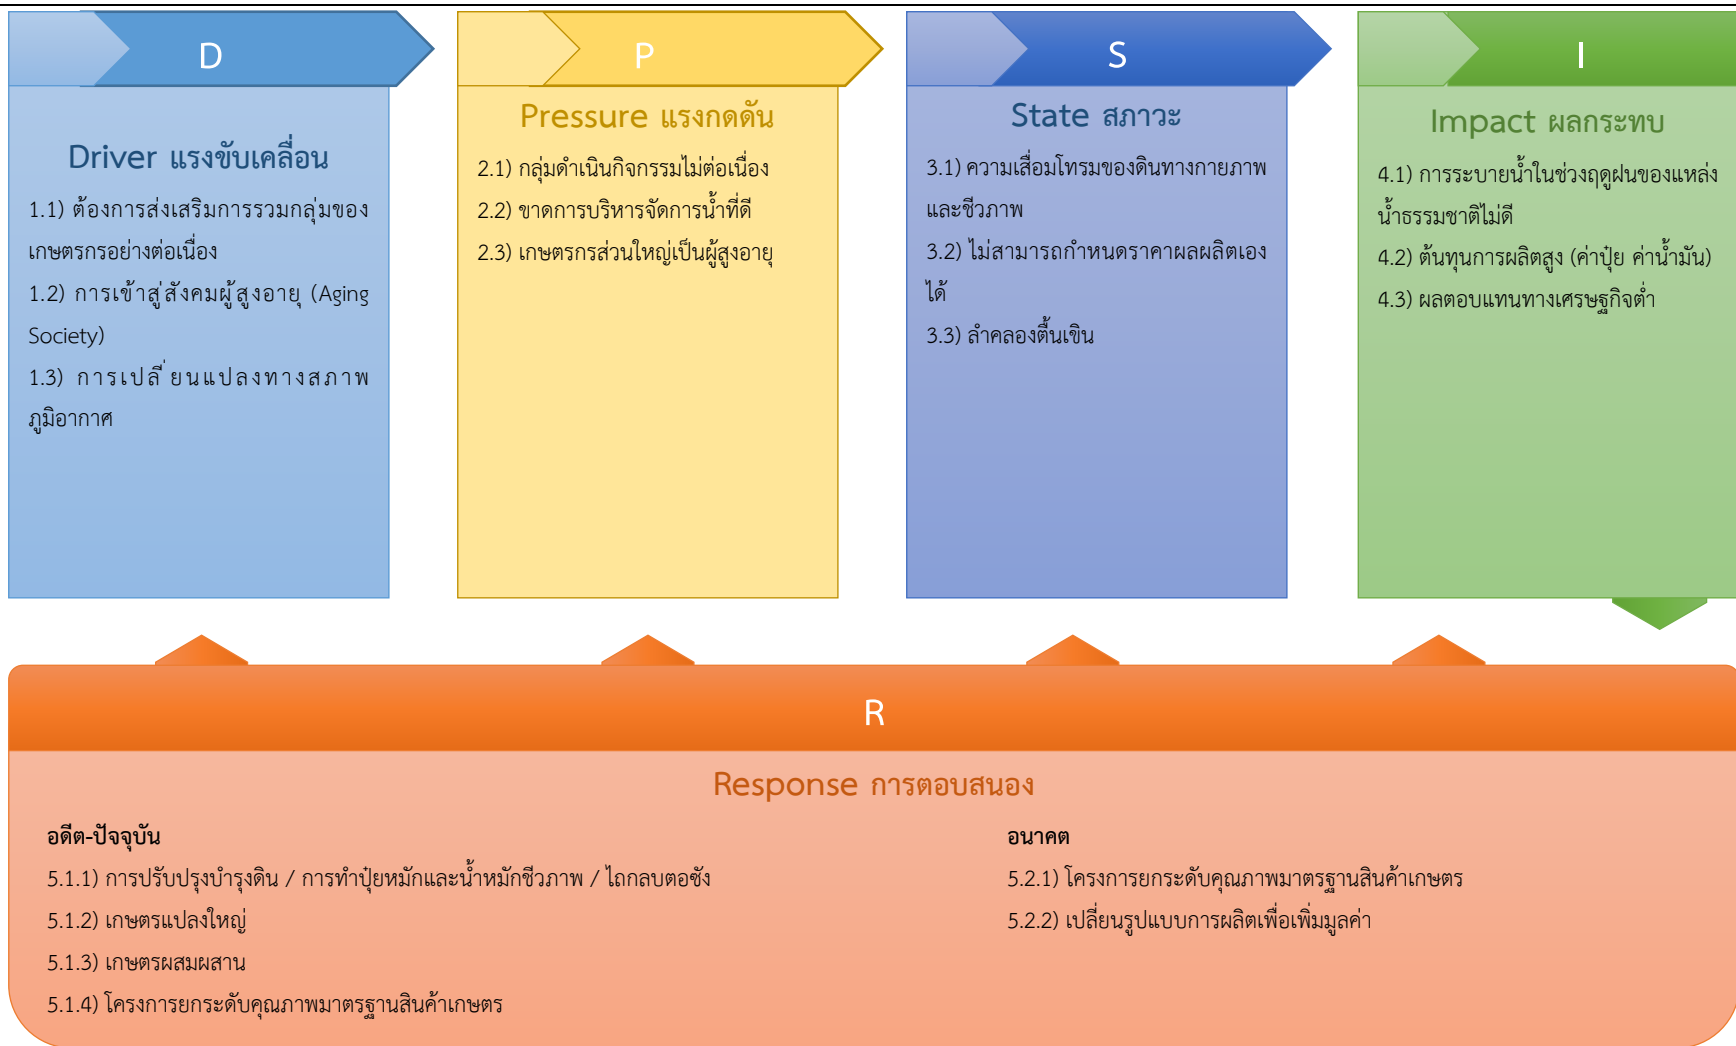 D
Driver แรงขับเคลื่อน
1.1) ต้องการส่งเสริมการรวมกลุ่มของ
เกษตรกรอย่างต่อเนื่อง
1.2) การเข้าสู่สังคมผู้สูงอายุ (Aging
Society)
1.3) การเปลี่ยนแปลงทางสภาพ
ภูมิอากาศ
P
Pressure แรงกดดัน
2.1) กลุ่มดำเนินกิจกรรมไม่ต่อเนื่อง
2.2) ขาดการบริหารจัดการน้ำที่ดี
2.3) เกษตรกรส่วนใหญ่เป็นผู้สูงอายุ
S
State สภาวะ
3.1) ความเสื่อมโทรมของดินทางกายภาพ
และชีวภาพ
3.2) ไม่สามารถกำหนดราคาผลผลิตเอง
ได้
3.3) ลำคลองตื้นเขิน
I
Impact ผลกระทบ
4.1) การระบายน้ำในช่วงฤดูฝนของแหล่ง
น้ำธรรมชาติไม่ดี
4.2) ต้นทุนการผลิตสูง (ค่าปุ๋ย ค่าน้ำมัน)
4.3) ผลตอบแทนทางเศรษฐกิจต่ำ
R
Response การตอบสนอง
อดีต-ปัจจุบัน
5.1.1) การปรับปรุงบำรุงดิน / การทำปุ๋ยหมักและน้ำหมักชีวภาพ / ไถกลบตอซัง
5.1.2) เกษตรแปลงใหญ่
5.1.3) เกษตรผสมผสาน
5.1.4) โครงการยกระดับคุณภาพมาตรฐานสินค้าเกษตร
อนาคต
5.2.1) โครงการยกระดับคุณภาพมาตรฐานสินค้าเกษตร
5.2.2) เปลี่ยนรูปแบบการผลิตเพื่อเพิ่มมูลค่า